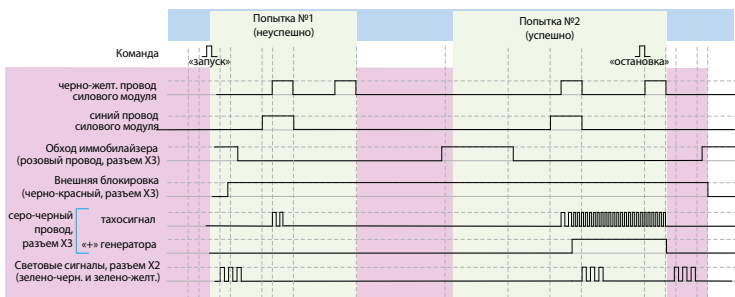 Попытка №1
(неуспешно)
Попытка №2
(успешно)
Команда
«запуск»
«остановка»
черно-желт. провод
силового модуля
синий провод
силового модуля
Обход иммобилайзера
(розовый провод, разъем X3)
Внешняя блокировка
(черно-красный, разъем X3)
серо-черный
провод,
разъем X3
тахосигнал
«+» генератора
Световые сигналы, разъем X2
(зелено-черн. и зелено-желт.)